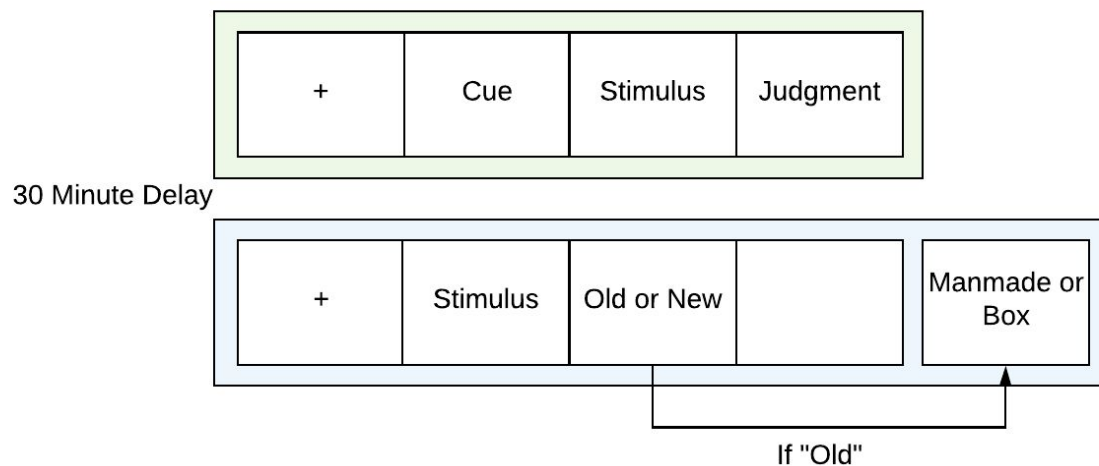 +
Cue
Stimulus
Judgment
30 Minute Delay
+
Stimulus
Old or New
Manmade or
Box
If "Old"